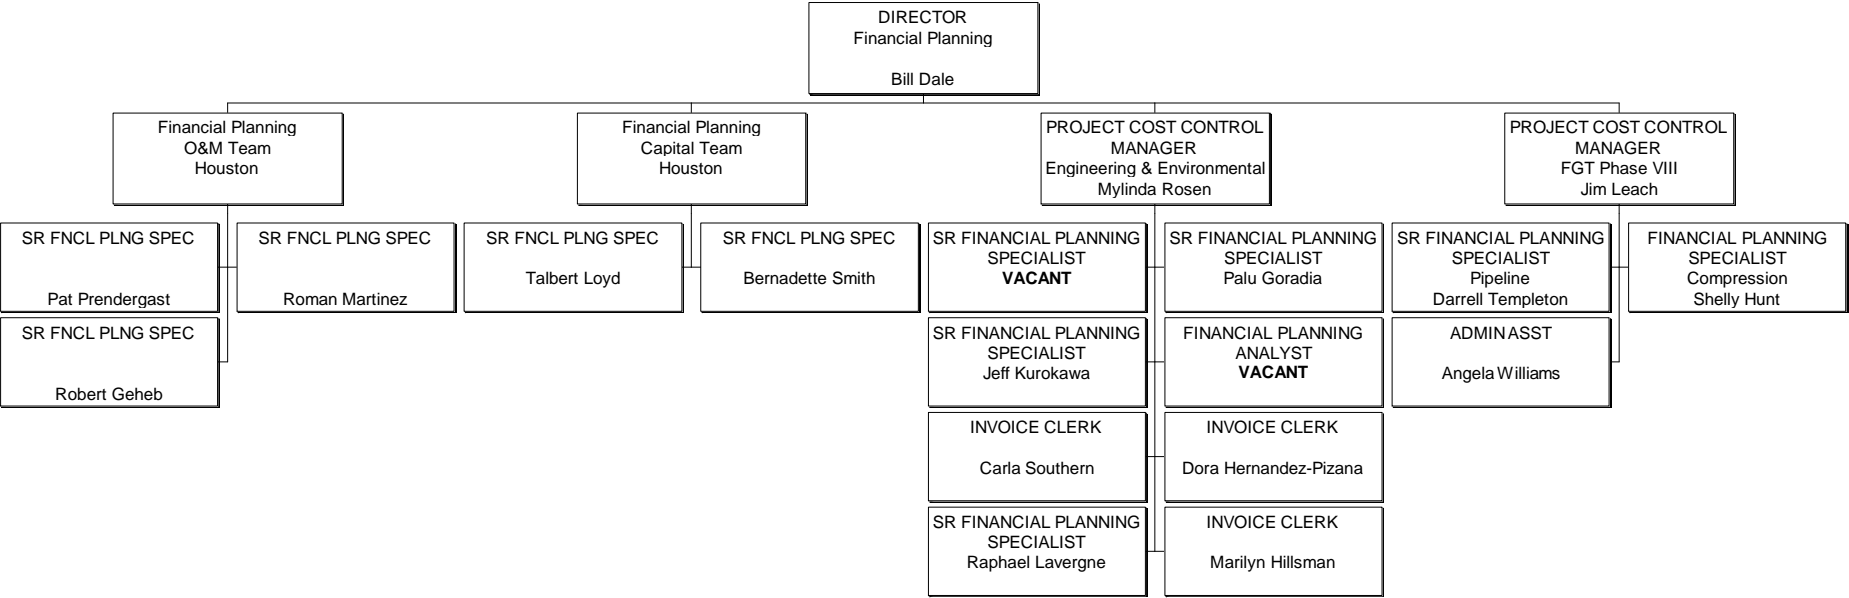 DIRECTOR
Financial Planning
Bill Dale
Financial Planning
O&M Team
Houston
Financial Planning
Capital Team
Houston
PROJECT COST CONTROL
MANAGER
Engineering & Environmental
Mylinda Rosen
PROJECT COST CONTROL
MANAGER
FGT Phase VIII
Jim Leach
SR FNCL PLNG SPEC
Pat Prendergast
SR FNCL PLNG SPEC
Roman Martinez
SR FNCL PLNG SPEC
Robert Geheb
SR FNCL PLNG SPEC
Talbert Loyd
SR FNCL PLNG SPEC
Bernadette Smith
SR FINANCIAL PLANNING
SPECIALIST
VACANT
SR FINANCIAL PLANNING
SPECIALIST
Palu Goradia
SR FINANCIAL PLANNING
SPECIALIST
Jeff Kurokawa
FINANCIAL PLANNING
ANALYST
VACANT
INVOICE CLERK
Carla Southern
INVOICE CLERK
Dora Hernandez-Pizana
SR FINANCIAL PLANNING
SPECIALIST
Raphael Lavergne
INVOICE CLERK
Marilyn Hillsman
SR FINANCIAL PLANNING
SPECIALIST
Pipeline
Darrell Templeton
FINANCIAL PLANNING
SPECIALIST
Compression
Shelly Hunt
ADMIN ASST
Angela Williams